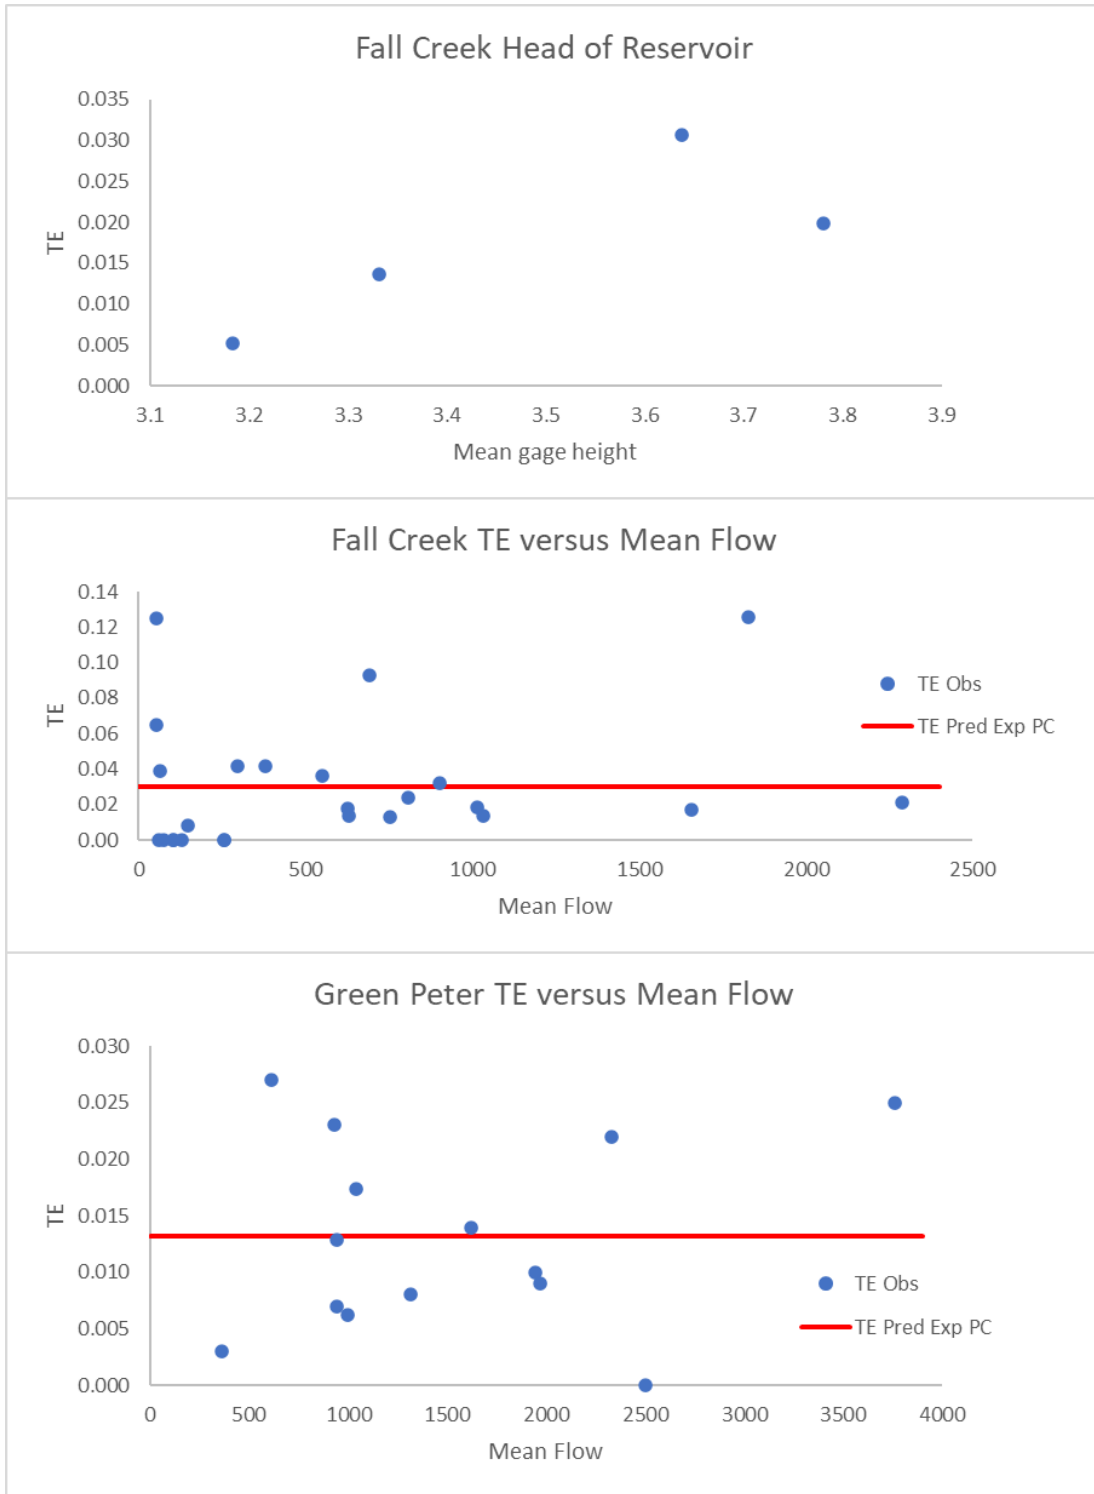 Fall Creek Head of Reservoir
0.035
0.030
0.025
0.020
0.015
0.010
0.005
0.000
TE
3.1 3.2 3.3 3.4 3.5 3.6 3.7 3.8 3.9
Mean gage height
Fall Creek TE versus Mean Flow
0.14
0.12
0.10
0.08
0.06
0.04
0.02
0.00
TE
TE Obs
TE Pred Exp PC
0 500 1000 1500 2000 2500
Mean Flow
Green Peter TE versus Mean Flow
0.030
0.025
0.020
0.015
0.010
0.005
0.000
TE
TE Obs
TE Pred Exp PC
0 500 1000 1500 2000 2500 3000 3500 4000
Mean Flow